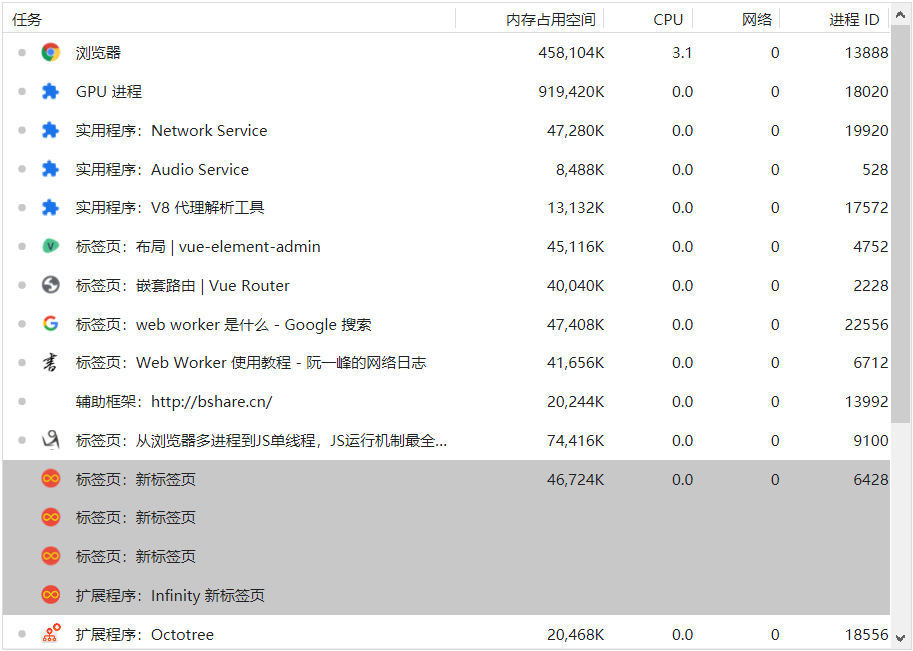 任务 内存占用空间 CPU 网络 进程 ID
浏览器 458,104K 3.1 0 13888
GPU 进程 919,420K 0.0 0 18020
实用程序：Network Service 47,280K 0.0 0 19920
实用程序：Audio Service 8,488K 0.0 0 528
实用程序：V8 代理解析工具 13,132K 0.0 0 17572
标签页：布局 | vue-element-admin 45,116K 0.0 0 4752
标签页：嵌套路由 | Vue Router 40,040K 0.0 0 2228
标签页：web worker 是什么 - Google 搜索 47,408K 0.0 0 22556
标签页：Web Worker 使用教程 - 阮一峰的网络日志 41,656K 0.0 0 6712
辅助框架：http://bshare.cn/ 20,244K 0.0 0 13992
标签页：从浏览器多进程到JS单线程，JS运行机制最全... 74,416K 0.0 0 9100
标签页：新标签页 46,724K 0.0 0 6428
标签页：新标签页
标签页：新标签页
扩展程序：Infinity 新标签页
扩展程序：Octotree 20,468K 0.0 0 18556